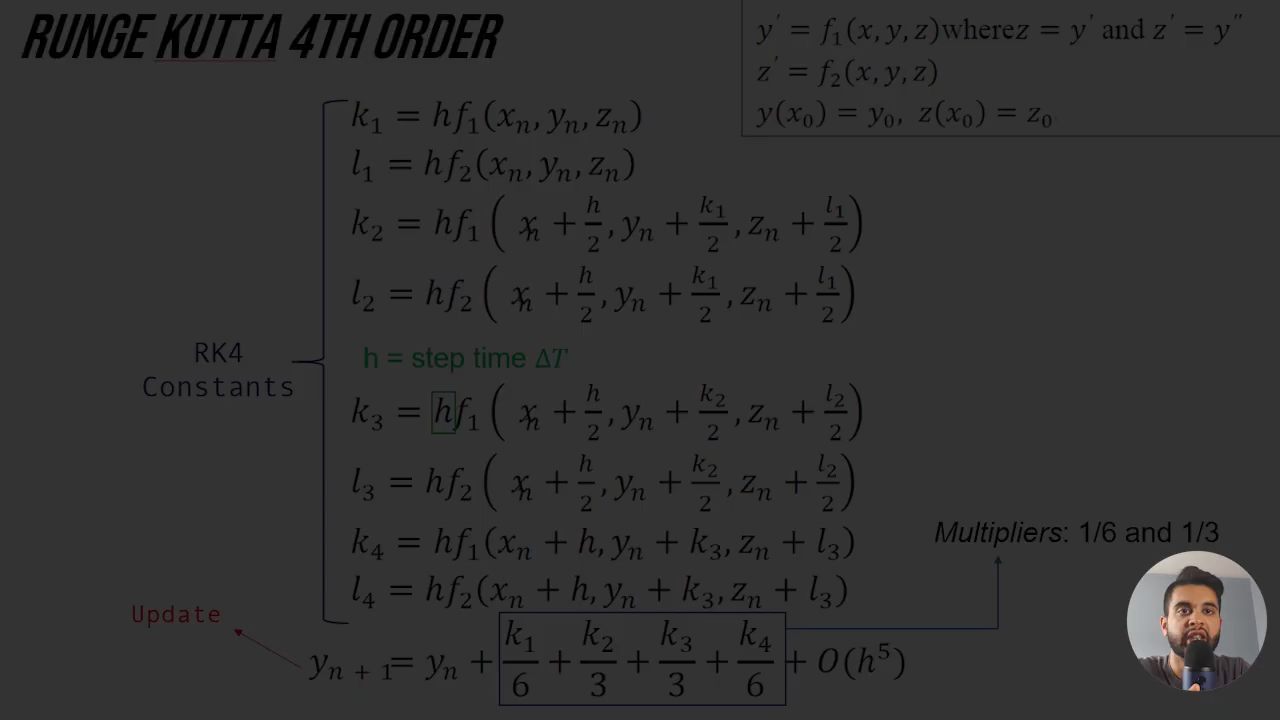 RUNGE KUTTA 4TH ORDER
y′ = f₁(x, y, z)wherez = y′ and z′ = y″
z′ = f₂(x, y, z)
y(x₀) = y₀, z(x₀) = z₀
k₁ = hf₁(xₙ, yₙ, zₙ)
l₁ = hf₂(xₙ, yₙ, zₙ)
k₂ = hf₁( xₙ + h/2, yₙ + k₁/2, zₙ + l₁/2)
l₂ = hf₂( xₙ + h/2, yₙ + k₁/2, zₙ + l₁/2)
RK4
Constants
h = step time ΔT
k₃ = hf₁( xₙ + h/2, yₙ + k₂/2, zₙ + l₂/2)
l₃ = hf₂( xₙ + h/2, yₙ + k₂/2, zₙ + l₂/2)
k₄ = hf₁(xₙ + h, yₙ + k₃, zₙ + l₃)
l₄ = hf₂(xₙ + h, yₙ + k₃, zₙ + l₃)
Multipliers: 1/6 and 1/3
Update
yₙ ₊ ₁= yₙ + k₁/6 + k₂/3 + k₃/3 + k₄/6 + O(h⁵)